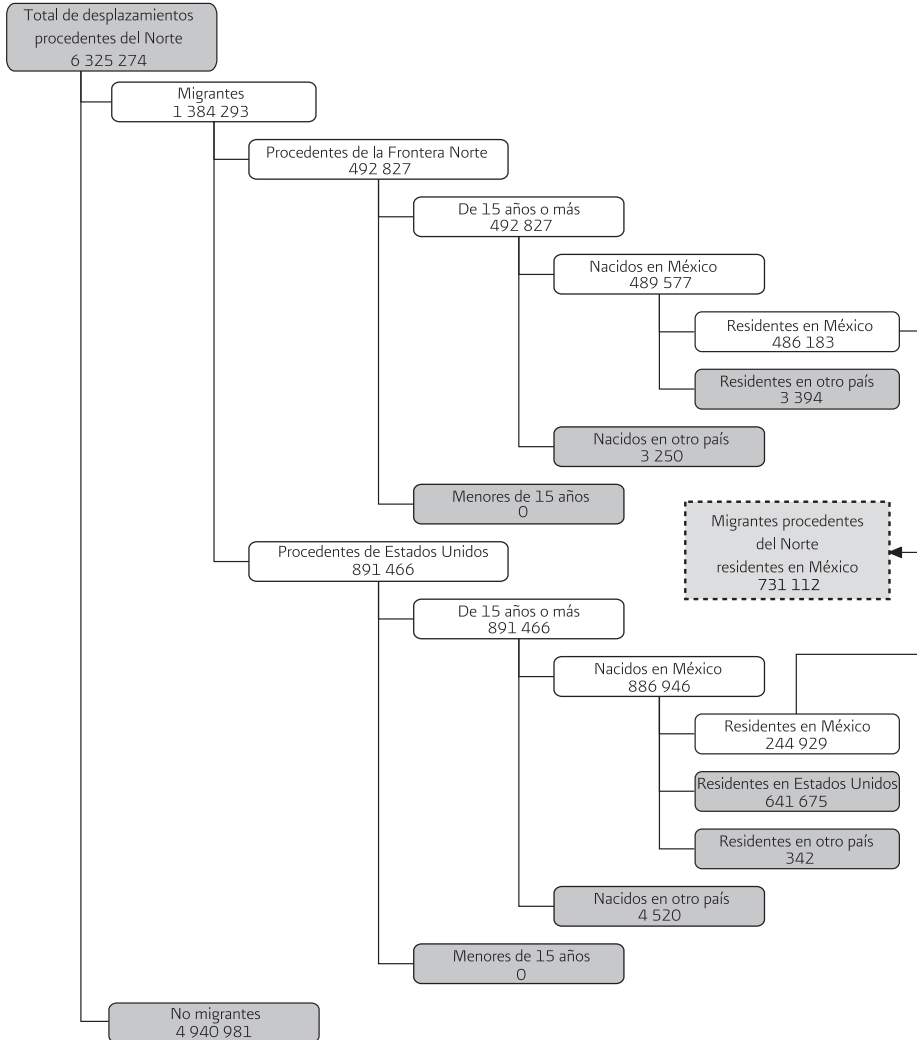 Total de desplazamientos
procedentes del Norte
6 325 274
Migrantes
1 384 293
Procedentes de la Frontera Norte
492 827
De 15 años o más
492 827
Nacidos en México
489 577
Residentes en México
486 183
Residentes en otro país
3 394
Nacidos en otro país
3 250
Menores de 15 años
0
Migrantes procedentes
del Norte
residentes en México
731 112
Procedentes de Estados Unidos
891 466
De 15 años o más
891 466
Nacidos en México
886 946
Residentes en México
244 929
Residentes en Estados Unidos
641 675
Residentes en otro país
342
Nacidos en otro país
4 520
Menores de 15 años
0
No migrantes
4 940 981